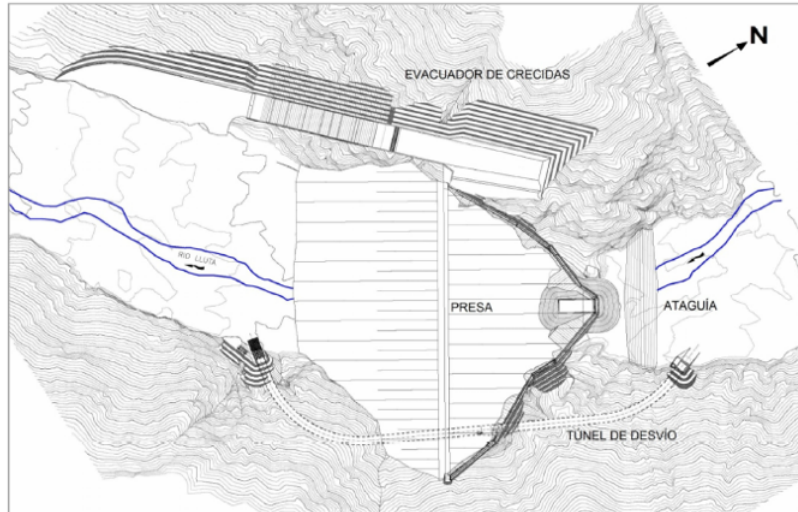 N
EVACUADOR DE CRECIDAS
RIO LLUTA
PRESA
ATAGUÍA
TÚNEL DE DESVÍO